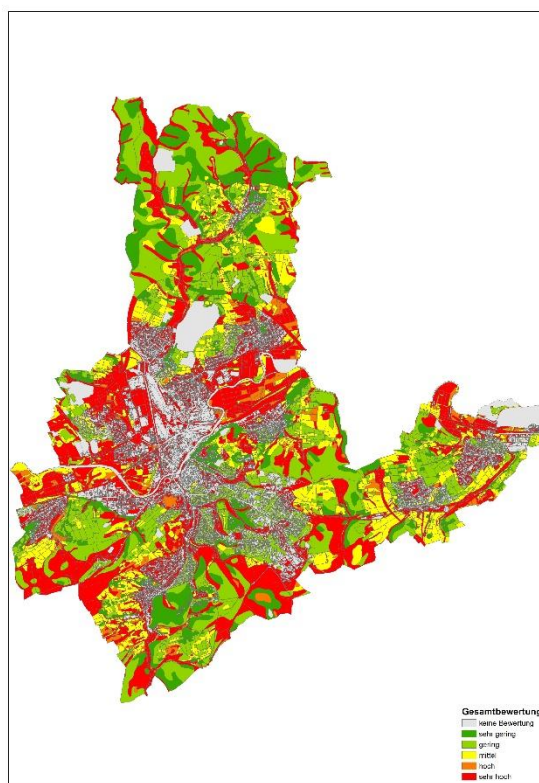 Gesamtbewertung
keine Bewertung
sehr gering
gering
mittel
hoch
sehr hoch